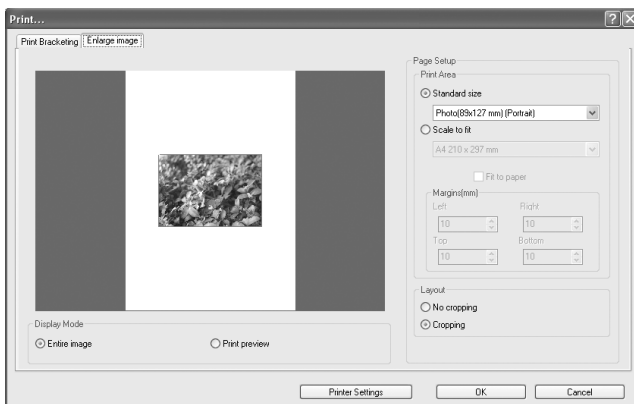 Print...
Print Bracketing Enlarge image
Page Setup
Print Area
Standard size
Photo(89x127 mm) (Portrait)
Scale to fit
A4 210 x 297 mm
Fit to paper
Margins(mm)
Left Right
10 10
Top Bottom
10 10
Layout
No cropping
Cropping
Display Mode
Entire image Print preview
Printer Settings OK Cancel